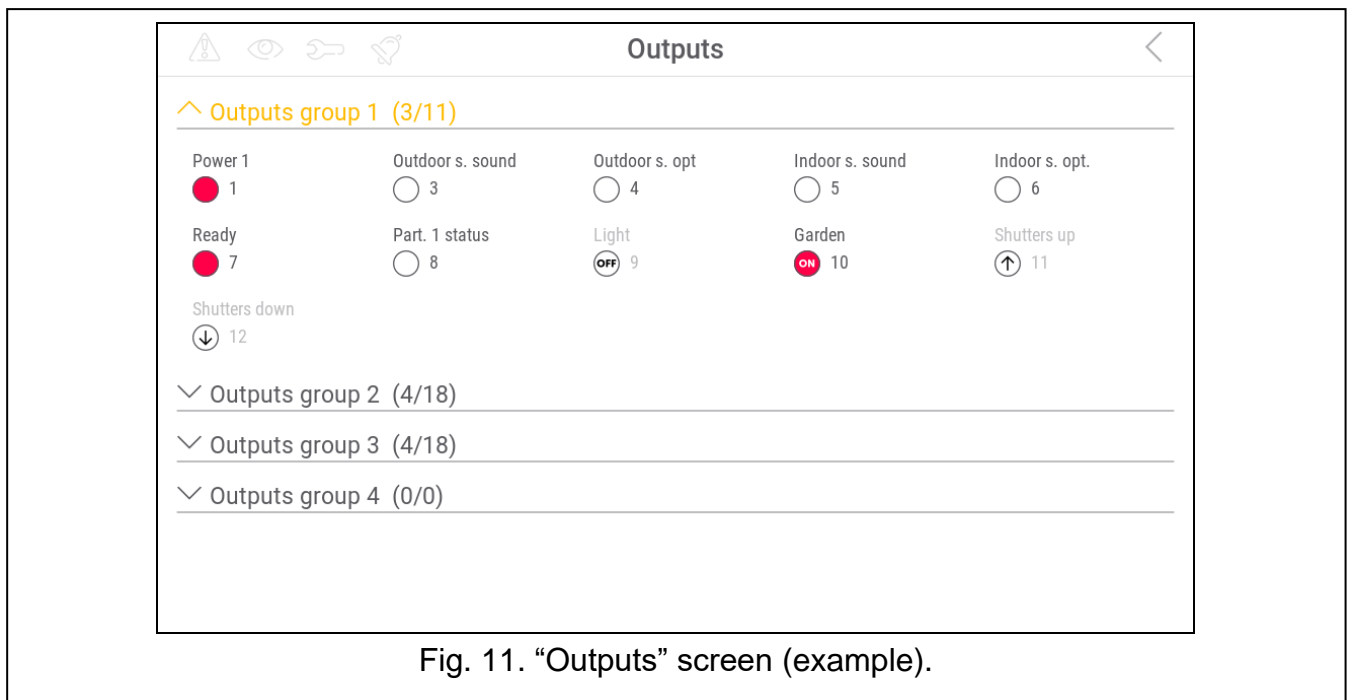 Outputs
Outputs group 1 (3/11)
Power 1 Outdoor s. sound Outdoor s. opt Indoor s. sound Indoor s. opt.
1 3 4 5 6
Ready Part. 1 status Light Garden Shutters up
7 8 OFF 9 ON 10 11
Shutters down
12
Outputs group 2 (4/18)
Outputs group 3 (4/18)
Outputs group 4 (0/0)
Fig. 11. “Outputs” screen (example).